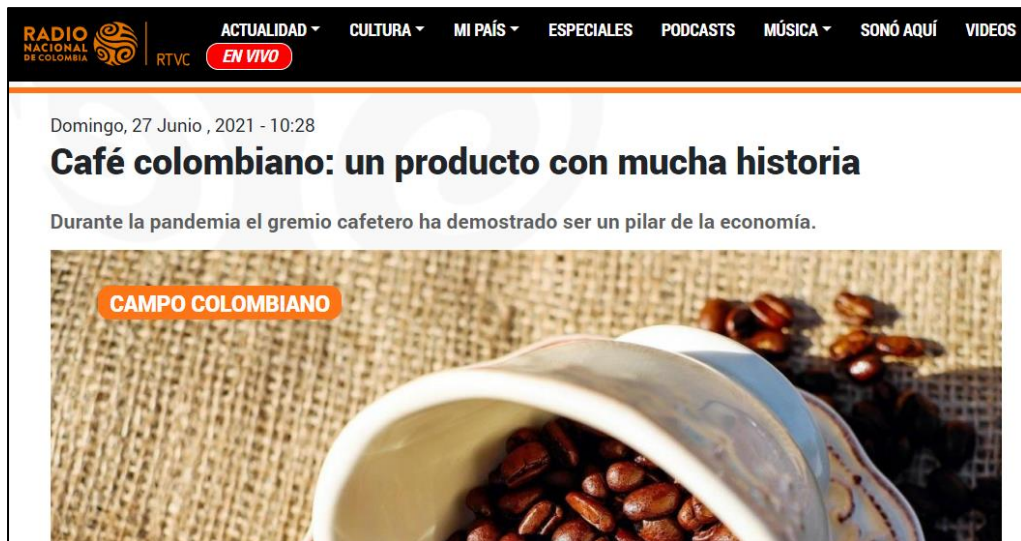 RADIO
NACIONAL
DE COLOMBIA
RTVC
ACTUALIDAD CULTURA MI PAÍS ESPECIALES PODCASTS MÚSICA SONÓ AQUÍ VIDEOS
EN VIVO
Domingo, 27 Junio , 2021 - 10:28
Café colombiano: un producto con mucha historia
Durante la pandemia el gremio cafetero ha demostrado ser un pilar de la economía.
CAMPO COLOMBIANO